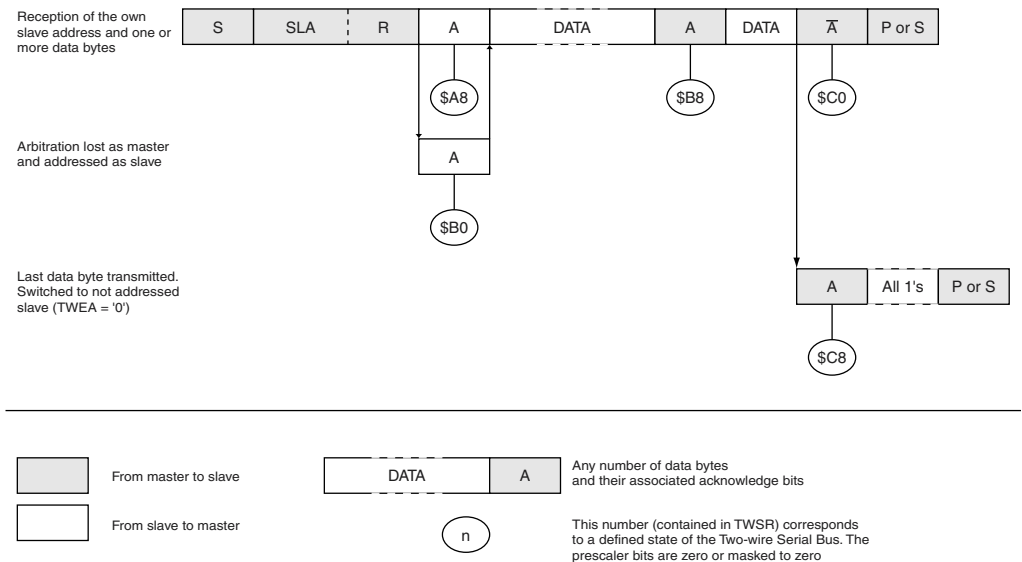 Reception of the own
slave address and one or
more data bytes
S SLA R A DATA A DATA A̅ P or S
$A8 $B8 $C0
Arbitration lost as master
and addressed as slave
A
$B0
Last data byte transmitted.
Switched to not addressed
slave (TWEA = '0')
A All 1's P or S
$C8
From master to slave
DATA A
Any number of data bytes
and their associated acknowledge bits
From slave to master
n
This number (contained in TWSR) corresponds
to a defined state of the Two-wire Serial Bus. The
prescaler bits are zero or masked to zero